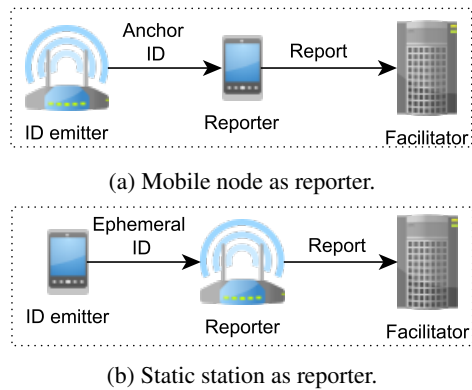 Anchor
ID
Report
ID emitter
Reporter
Facilitator
(a) Mobile node as reporter.
Ephemeral
ID
Report
ID emitter
Reporter
Facilitator
(b) Static station as reporter.